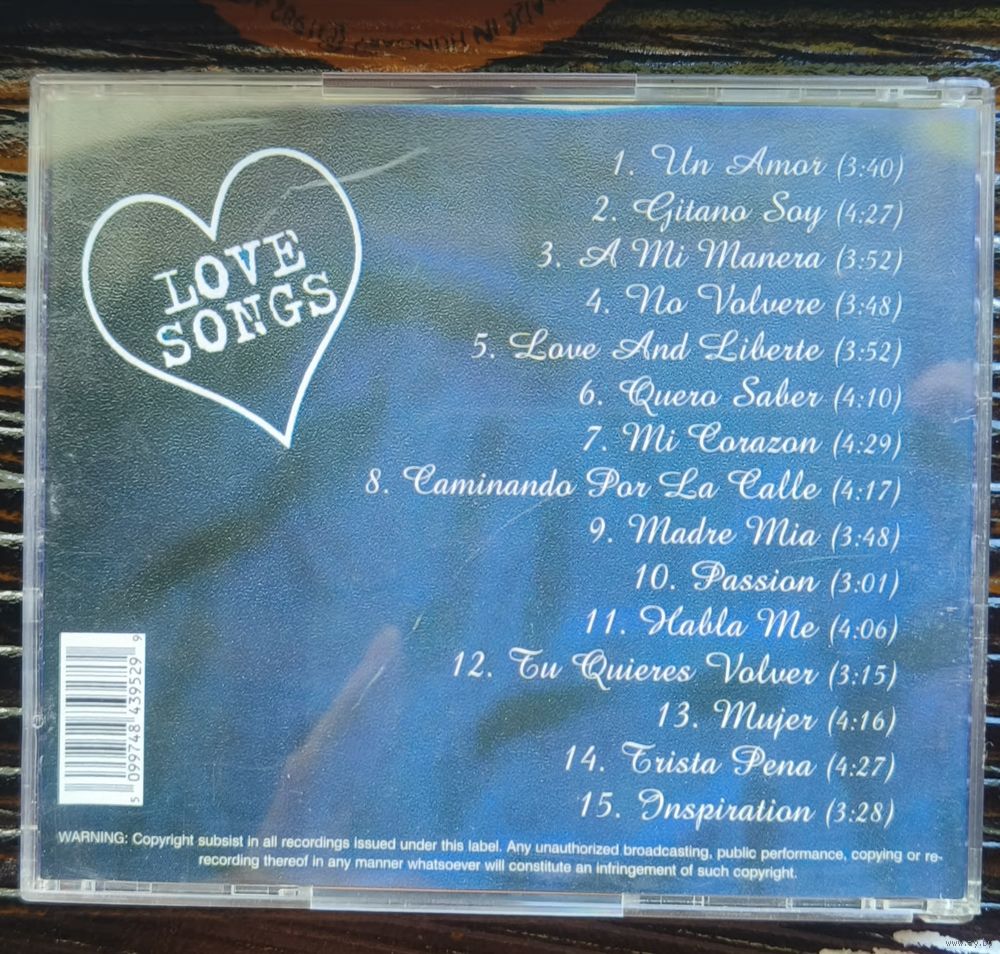 LOVE
SONGS
1. Un Amor (3:40)
2. Gitano Soy (4:27)
3. A Mi Manera (3:52)
4. No Volvere (3:48)
5. Love And Liberte (3:52)
6. Quero Saber (4:10)
7. Mi Corazon (4:29)
8. Caminando Por La Calle (4:17)
9. Madre Mia (3:48)
10. Passion (3:01)
11. Habla Me (4:06)
12. Tu Quieres Volver (3:15)
13. Mujer (4:16)
14. Trista Pena (4:27)
15. Inspiration (3:28)
5 099748 439529 9
WARNING: Copyright subsist in all recordings issued under this label. Any unauthorized broadcasting, public performance, copying or re-
recording thereof in any manner whatsoever will constitute an infringement of such copyright.